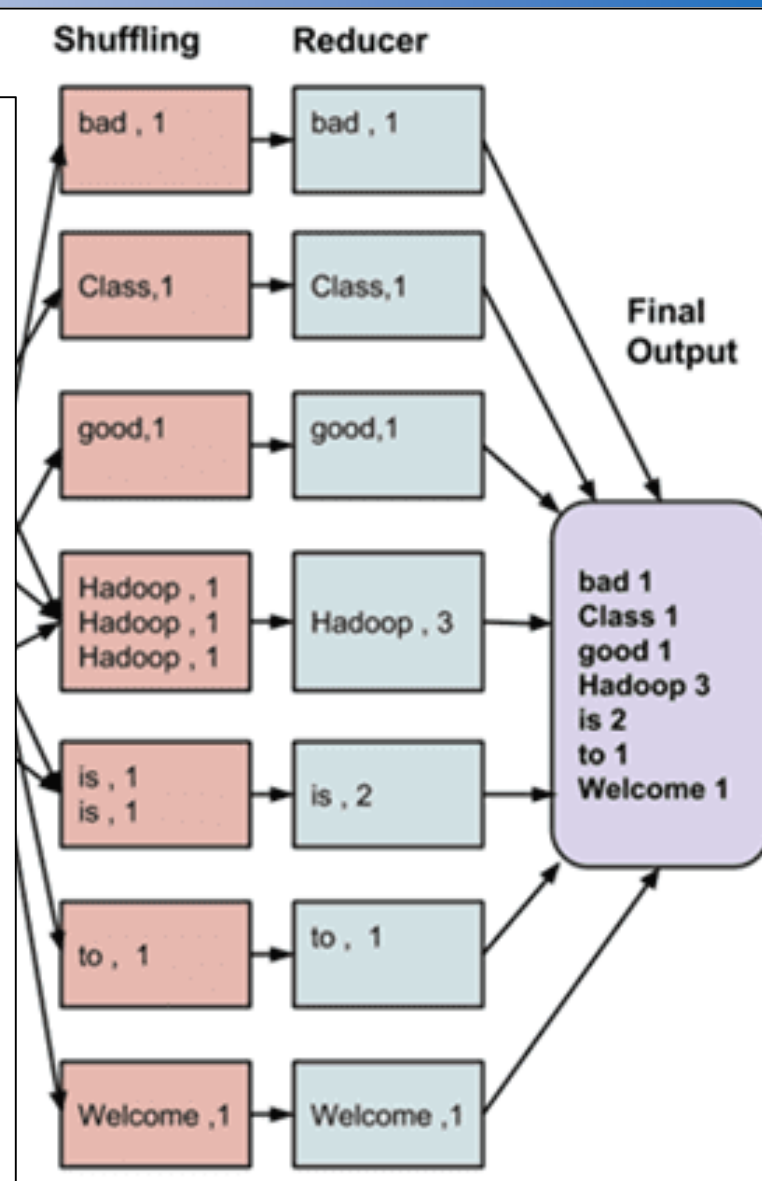 Shuffling
Reducer
bad , 1
bad , 1
Class,1
Class,1
Final
Output
good,1
good,1
Hadoop , 1
Hadoop , 1
Hadoop , 1
Hadoop , 3
bad 1
Class 1
good 1
Hadoop 3
is 2
to 1
Welcome 1
is , 1
is , 1
is , 2
to , 1
to , 1
Welcome ,1
Welcome ,1